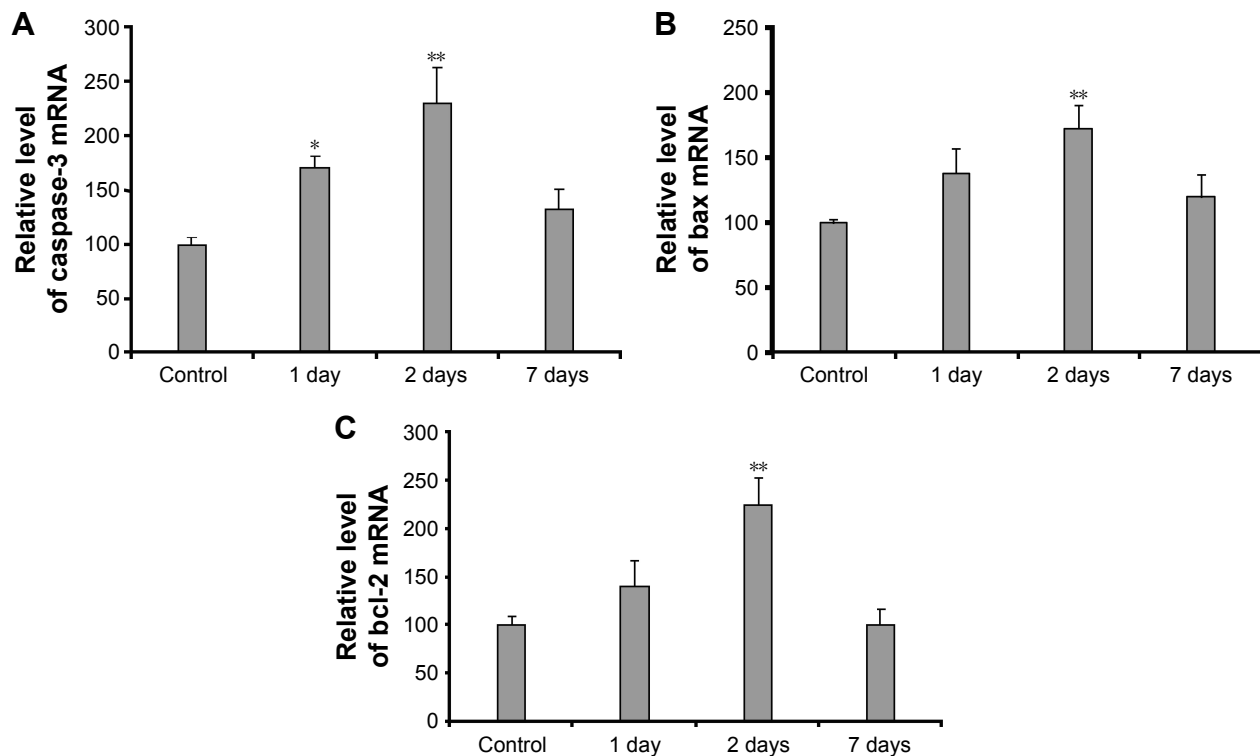 A
Relative level
of caspase-3 mRNA
300
250
200
150
100
50
0
*
**
Control 1 day 2 days 7 days
B
Relative level
of bax mRNA
250
200
150
100
50
0
**
Control 1 day 2 days 7 days
C
Relative level
of bcl-2 mRNA
300
250
200
150
100
50
0
**
Control 1 day 2 days 7 days